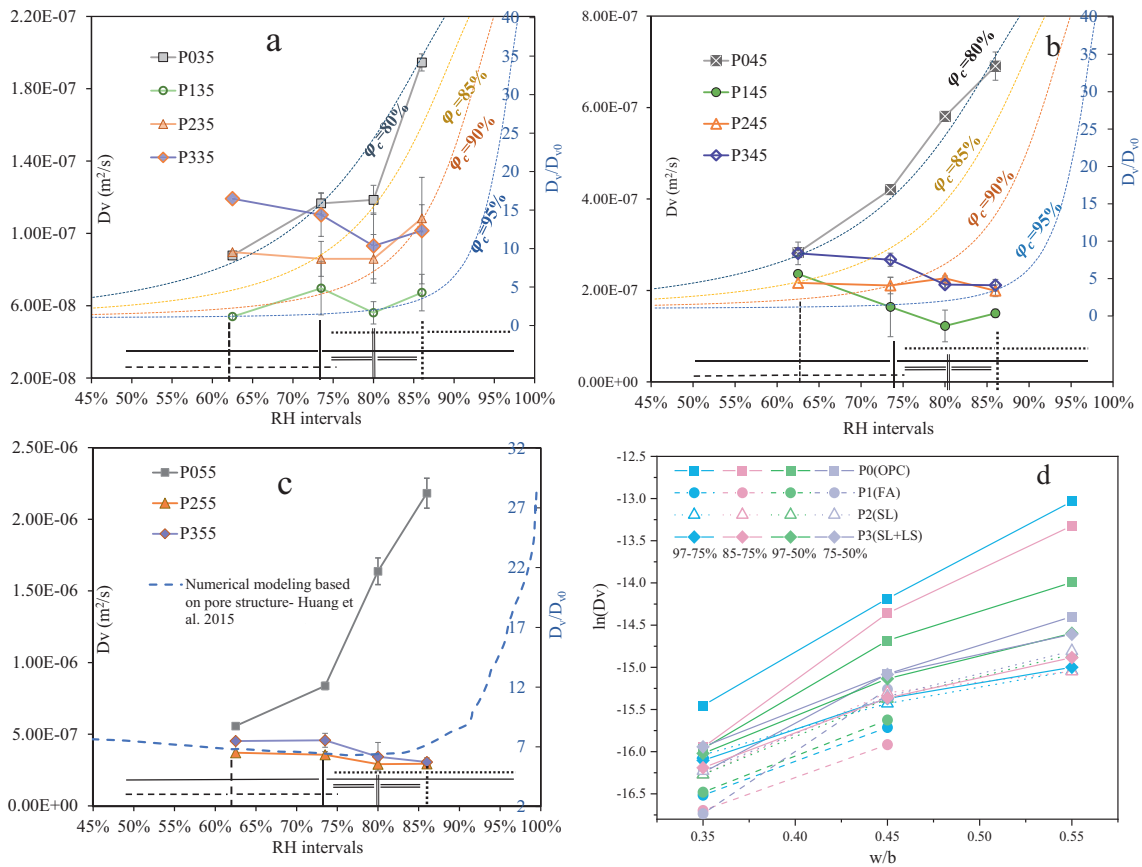 a
2.20E-07
1.80E-07
1.40E-07
1.00E-07
6.00E-08
2.00E-08
Dv (m²/s)
P035
P135
P235
P335
φc=80%
φc=85%
φc=90%
φc=95%
40
35
30
25
20
15
10
5
0
Dv/Dv0
45% 50% 55% 60% 65% 70% 75% 80% 85% 90% 95% 100%
RH intervals
b
8.00E-07
6.00E-07
4.00E-07
2.00E-07
0.00E+00
Dv (m²/s)
P045
P145
P245
P345
φc=80%
φc=85%
φc=90%
φc=95%
40
35
30
25
20
15
10
5
0
Dv/Dv0
45% 50% 55% 60% 65% 70% 75% 80% 85% 90% 95% 100%
RH intervals
c
2.50E-06
2.00E-06
1.50E-06
1.00E-06
5.00E-07
0.00E+00
Dv (m²/s)
P055
P255
P355
Numerical modeling based
on pore structure- Huang et
al. 2015
32
27
22
17
12
7
2
Dv/Dv0
45% 50% 55% 60% 65% 70% 75% 80% 85% 90% 95% 100%
RH intervals
d
-12.5
-13.0
-13.5
-14.0
-14.5
-15.0
-15.5
-16.0
-16.5
ln(Dv)
P0(OPC)
P1(FA)
P2(SL)
P3(SL+LS)
97-75% 85-75% 97-50% 75-50%
0.35 0.40 0.45 0.50 0.55
w/b